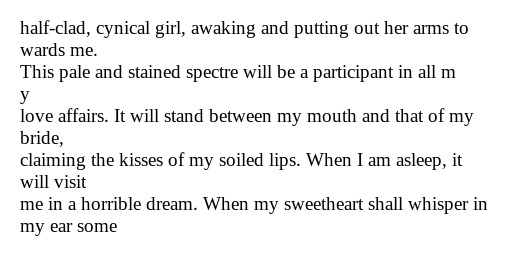 half-clad, cynical girl, awaking and putting out her arms to
wards me.
This pale and stained spectre will be a participant in all m
y
love affairs. It will stand between my mouth and that of my
bride,
claiming the kisses of my soiled lips. When I am asleep, it
will visit
me in a horrible dream. When my sweetheart shall whisper in
my ear some